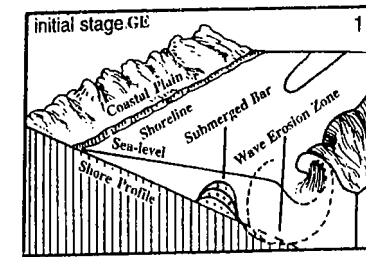 initial stage.GE 1
Coastal Plain
Shoreline
Submerged Bar
Sea-level
Wave Erosion Zone
Shore Profile